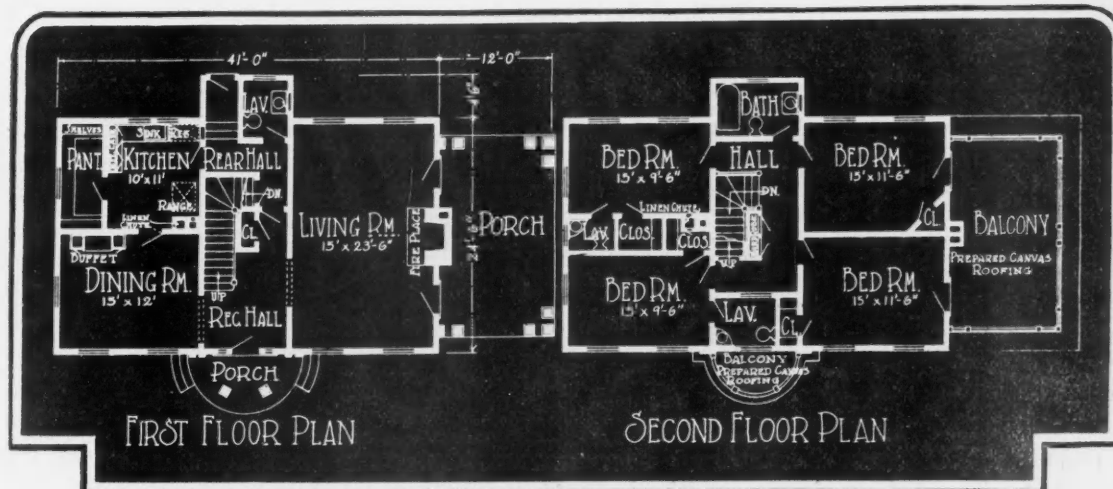 41'-0"
12'-0"
4'-6"
24'-6"
LAV.
SHELVES
SINK
REF.
PANT.
KITCHEN
10'x11'
REAR HALL
RANGE
DN.
LINEN
CHUTE
CL.
BUFFET
LIVING RM.
15' x 23'-6"
FIRE PLACE
PORCH
DINING RM.
15' x 12'
UP
REC. HALL
PORCH
FIRST FLOOR PLAN
BATH
BED RM.
15' x 9'-6"
HALL
BED RM.
15' x 11'-6"
DN.
LINEN CHUTE
LAV.
CLOS.
CLOS.
CL.
BALCONY
PREPARED CANVAS
ROOFING
UP
BED RM.
15' x 9'-6"
BED RM.
15' x 11'-6"
LAV.
CL.
BALCONY
PREPARED CANVAS
ROOFING
SECOND FLOOR PLAN